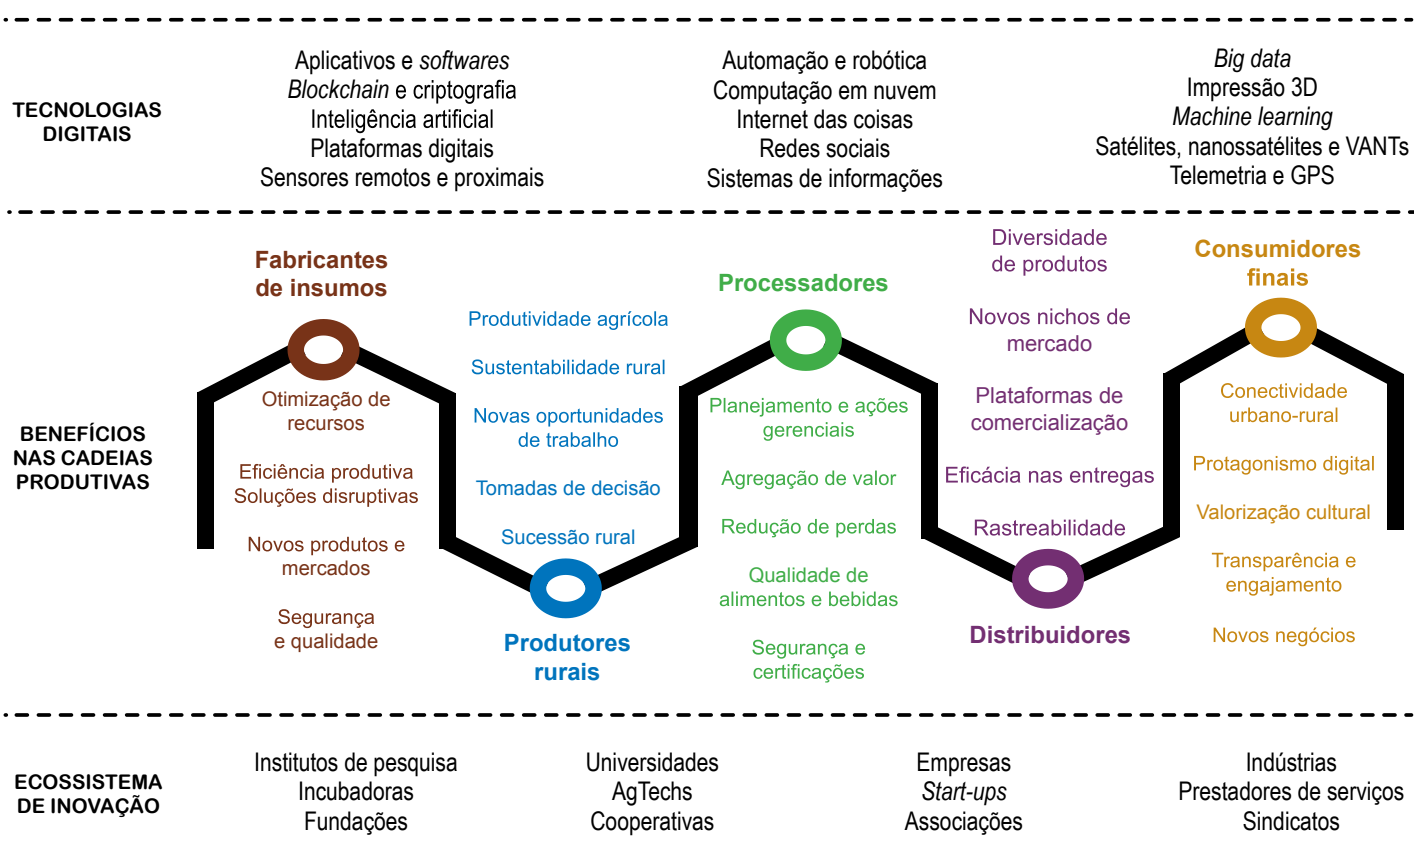 TECNOLOGIAS
DIGITAIS
Aplicativos e softwares
Blockchain e criptografia
Inteligência artificial
Plataformas digitais
Sensores remotos e proximais
Automação e robótica
Computação em nuvem
Internet das coisas
Redes sociais
Sistemas de informações
Big data
Impressão 3D
Machine learning
Satélites, nanossatélites e VANTs
Telemetria e GPS
BENEFÍCIOS
NAS CADEIAS
PRODUTIVAS
Fabricantes
de insumos
Otimização de
recursos
Eficiência produtiva
Soluções disruptivas
Novos produtos e
mercados
Segurança
e qualidade
Produtividade agrícola
Sustentabilidade rural
Novas oportunidades
de trabalho
Tomadas de decisão
Sucessão rural
Produtores
rurais
Processadores
Planejamento e ações
gerenciais
Agregação de valor
Redução de perdas
Qualidade de
alimentos e bebidas
Segurança e
certificações
Diversidade
de produtos
Novos nichos de
mercado
Plataformas de
comercialização
Eficácia nas entregas
Rastreabilidade
Distribuidores
Consumidores
finais
Conectividade
urbano-rural
Protagonismo digital
Valorização cultural
Transparência e
engajamento
Novos negócios
ECOSSISTEMA
DE INOVAÇÃO
Institutos de pesquisa
Incubadoras
Fundações
Universidades
AgTechs
Cooperativas
Empresas
Start-ups
Associações
Indústrias
Prestadores de serviços
Sindicatos